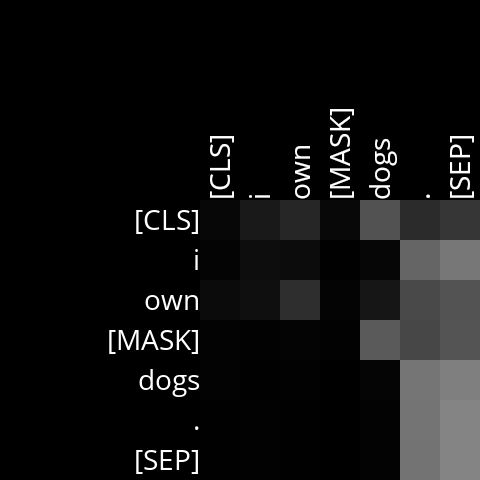 [CLS] i own [MASK] dogs . [SEP]
[CLS]
i
own
[MASK]
dogs
.
[SEP]